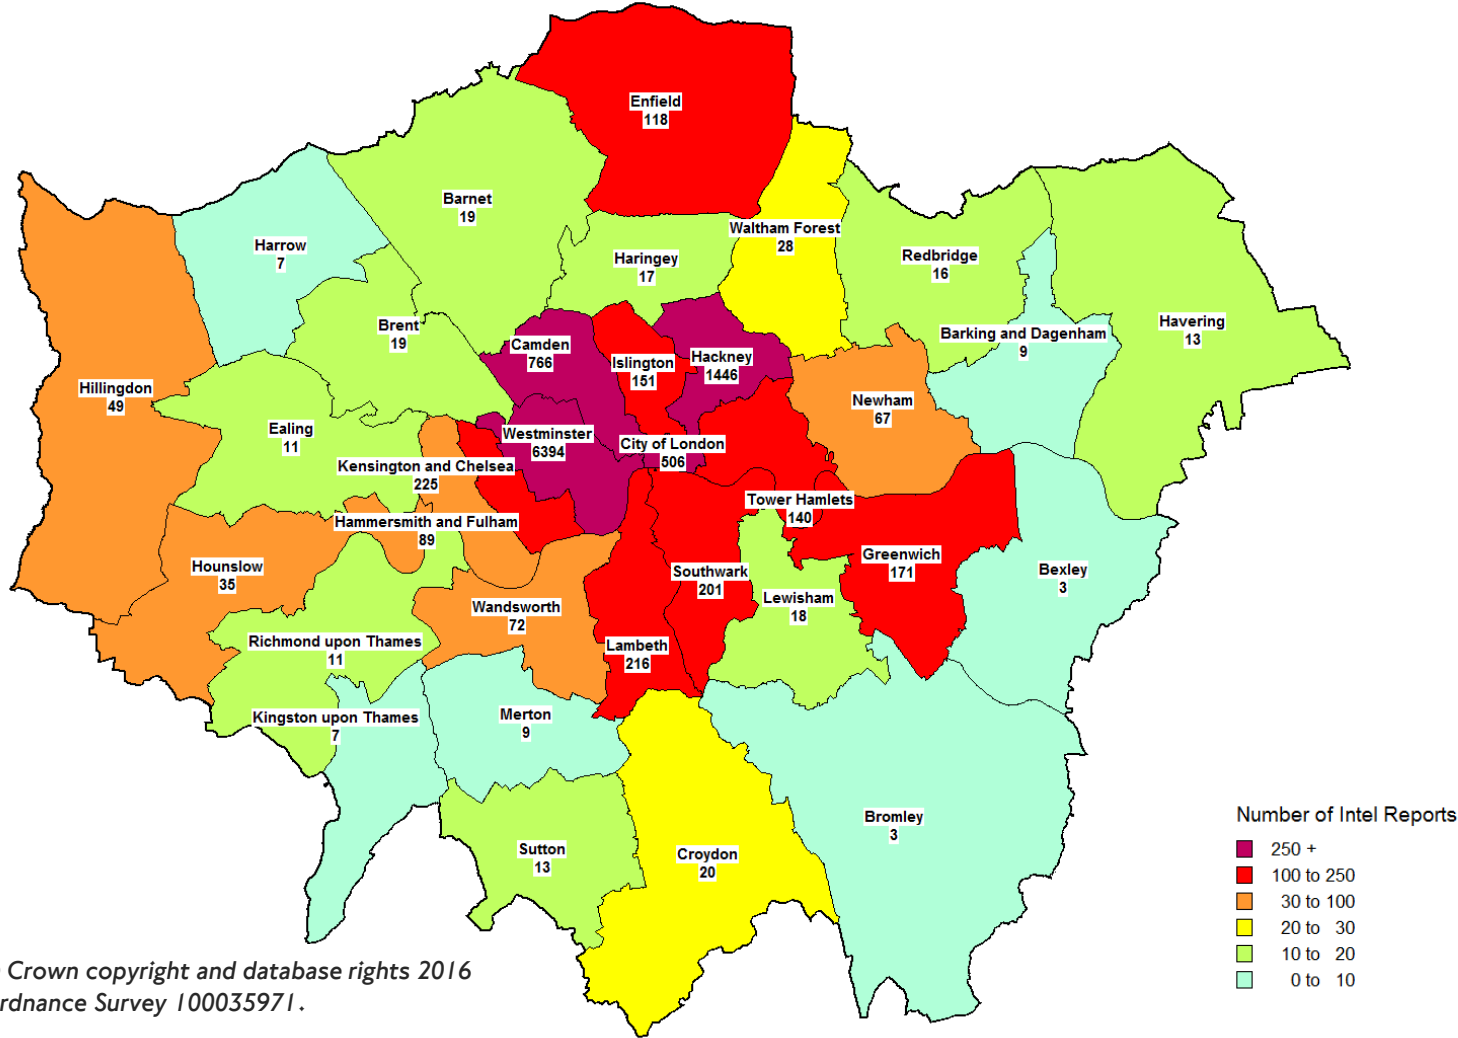 Enfield
118
Barnet
19
Waltham Forest
28
Harrow
7
Haringey
17
Redbridge
16
Brent
19
Camden
766
Islington
151
Hackney
1446
Barking and Dagenham
9
Havering
13
Hillingdon
49
Newham
67
Ealing
11
Westminster
6394
City of London
506
Kensington and Chelsea
225
Tower Hamlets
140
Hammersmith and Fulham
89
Hounslow
35
Greenwich
171
Bexley
3
Southwark
201
Lewisham
18
Wandsworth
72
Richmond upon Thames
11
Lambeth
216
Kingston upon Thames
7
Merton
9
Bromley
3
Sutton
13
Croydon
20
Number of Intel Reports
250 +
100 to 250
30 to 100
20 to 30
10 to 20
0 to 10
Crown copyright and database rights 2016
rdnance Survey 100035971.